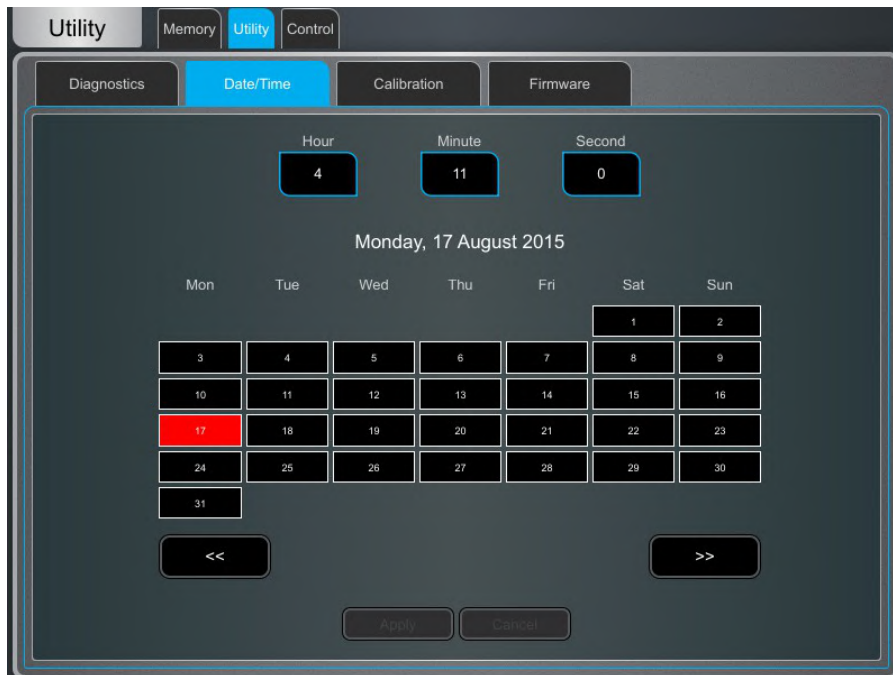 Utility Memory Utility Control
Diagnostics Date/Time Calibration Firmware
Hour Minute Second
4 11 0
Monday, 17 August 2015
Mon Tue Wed Thu Fri Sat Sun
1 2
3 4 5 6 7 8 9
10 11 12 13 14 15 16
17 18 19 20 21 22 23
24 25 26 27 28 29 30
31
<< >>
Apply Cancel